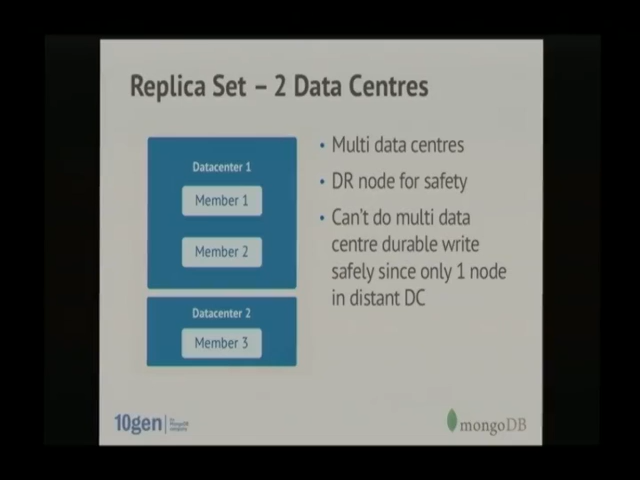 Replica Set – 2 Data Centres
Datacenter 1
Member 1
Member 2
Datacenter 2
Member 3
• Multi data centres
• DR node for safety
• Can't do multi data
centre durable write
safely since only 1 node
in distant DC
10gen
mongoDB